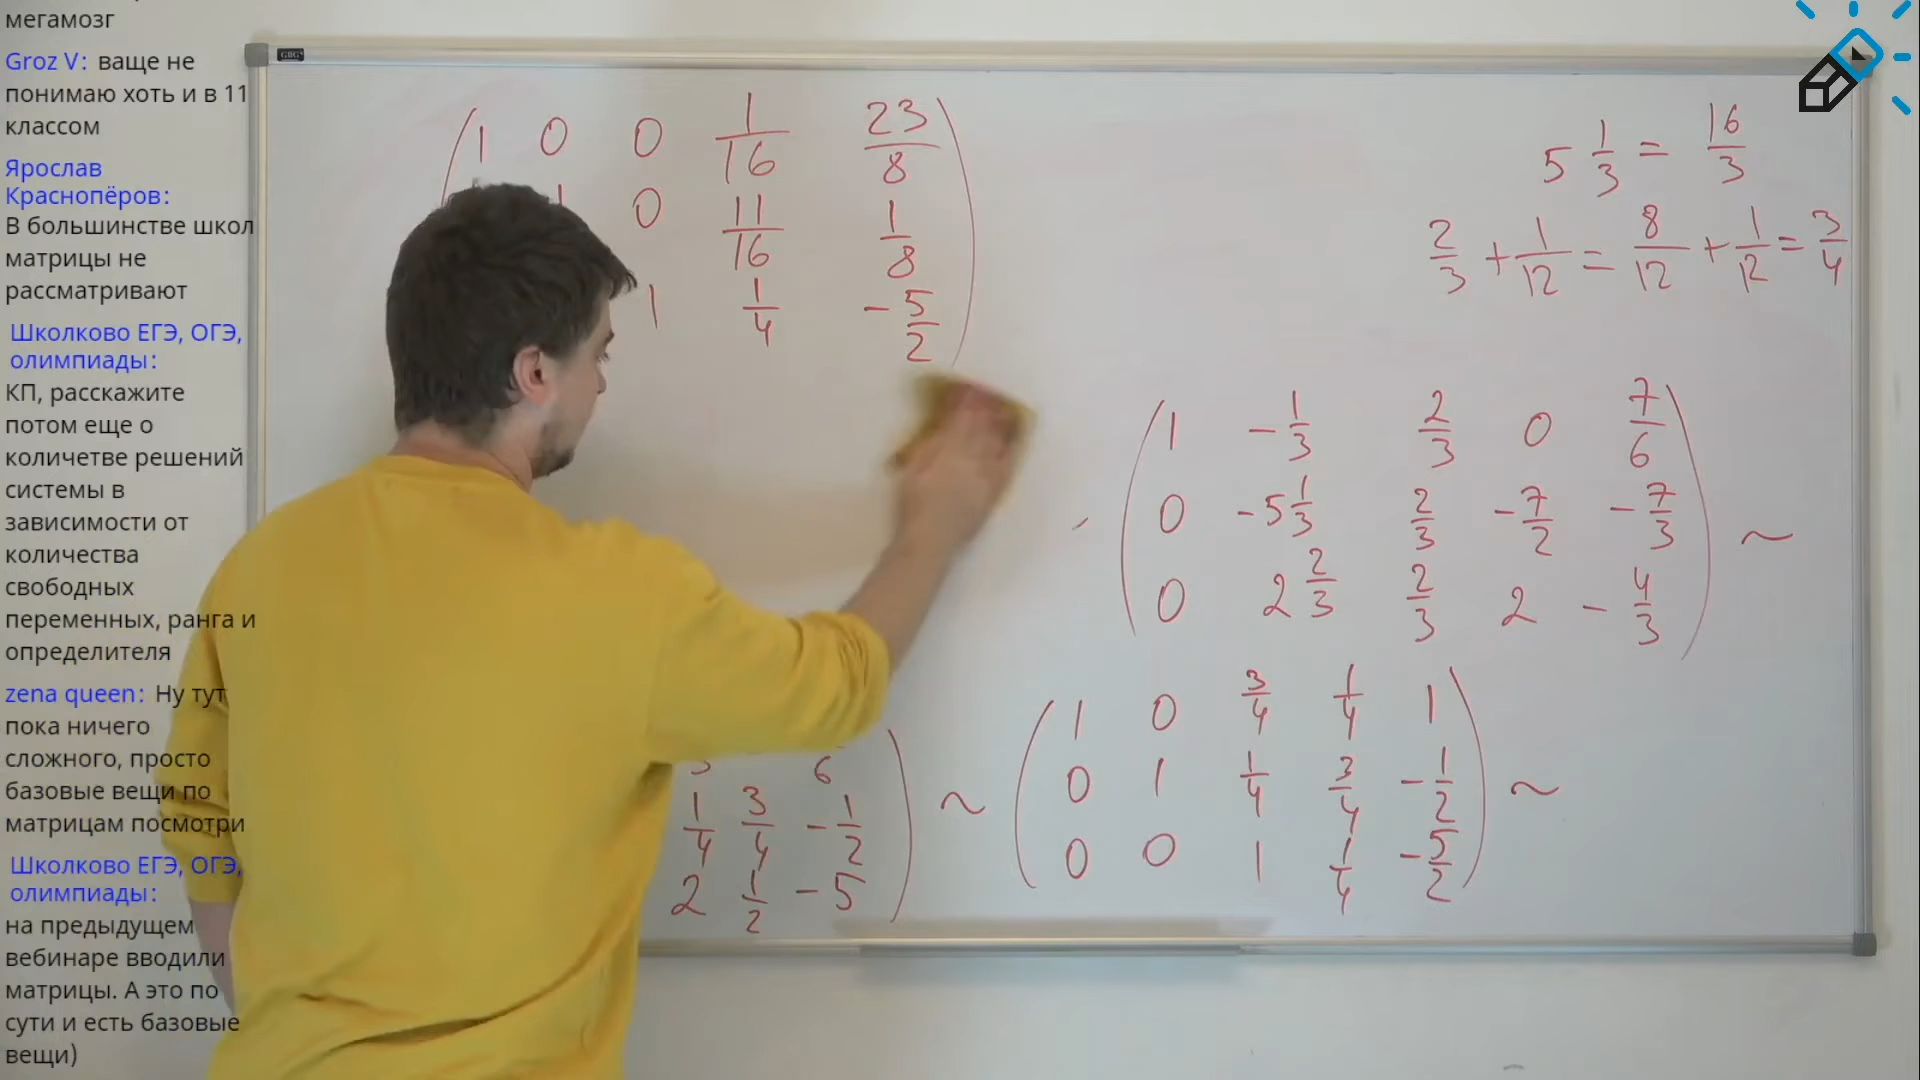 мегамозг
Groz V: ваще не
понимаю хоть и в 11
классом
Ярослав
Краснопёров:
В большинстве школ
матрицы не
рассматривают
Школково ЕГЭ, ОГЭ,
олимпиады:
КП, расскажите
потом еще о
количетве решений
системы в
зависимости от
количества
свободных
переменных, ранга и
определителя
zena queen: Ну тут
пока ничего
сложного, просто
базовые вещи по
матрицам посмотри
Школково ЕГЭ, ОГЭ,
олимпиады:
на предыдущем
вебинаре вводили
матрицы. А это по
сути и есть базовые
вещи)
1 0 0 1/16 23/8
1 0 11/16 1/8
1 1/4 -5/2
5 1/3 = 16/3
2/3 + 1/12 = 8/12 + 1/12 = 3/4
1 -1/3 2/3 0 7/6
0 -5 1/3 2/3 -7/2 -7/3 ~
0 2 2/3 2/3 2 -4/3
1/4 3/4 -1/2 ~
2 1/2 -5
1 0 3/4 1/4 1
0 1 1/4 3/4 -1/2 ~
0 0 1 1/4 -5/2